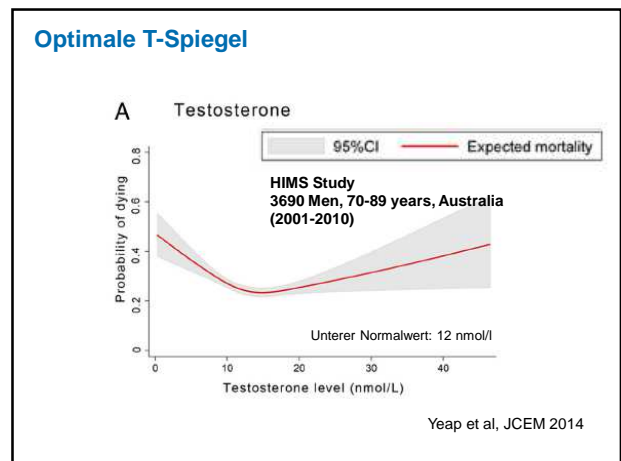 Optimale T-Spiegel
A Testosterone
95%CI Expected mortality
HIMS Study
3690 Men, 70-89 years, Australia
(2001-2010)
Probability of dying
0.8
0.6
0.4
0.2
0
Unterer Normalwert: 12 nmol/l
0 10 20 30 40
Testosterone level (nmol/L)
Yeap et al, JCEM 2014